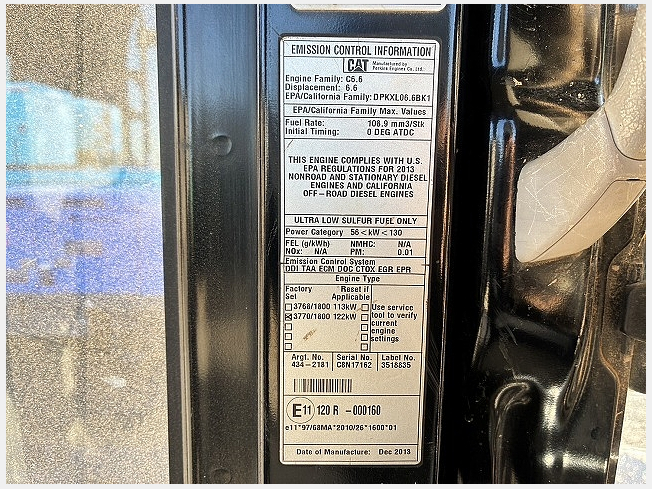 EMISSION CONTROL INFORMATION
CAT Manufactured by
Perkins Engines Co. Ltd.
Engine Family: C6.6
Displacement: 6.6
EPA/California Family: DPKXL06.6BK1
EPA/California Family Max. Values
Fuel Rate: 106.9 mm3/Stk
Initial Timing: 0 DEG ATDC
THIS ENGINE COMPLIES WITH U.S.
EPA REGULATIONS FOR 2013
NONROAD AND STATIONARY DIESEL
ENGINES AND CALIFORNIA
OFF-ROAD DIESEL ENGINES
ULTRA LOW SULFUR FUEL ONLY
Power Category 56<kW<130
FEL (g/kWh) NMHC: N/A
NOx: N/A PM: 0.01
Emission Control System
DDI TAA ECM DOC CTOX EGR EPR
Engine Type
Factory Set Reset if Applicable
3768/1800 113kW
3770/1800 122kW
Use service
tool to verify
current
engine
settings
Argt. No. Serial No. Label No.
434-2181 C8N17162 3518835
E11 120 R -000160
e11*97/68MA*2010/26*1600*01
Date of Manufacture: Dec 2013